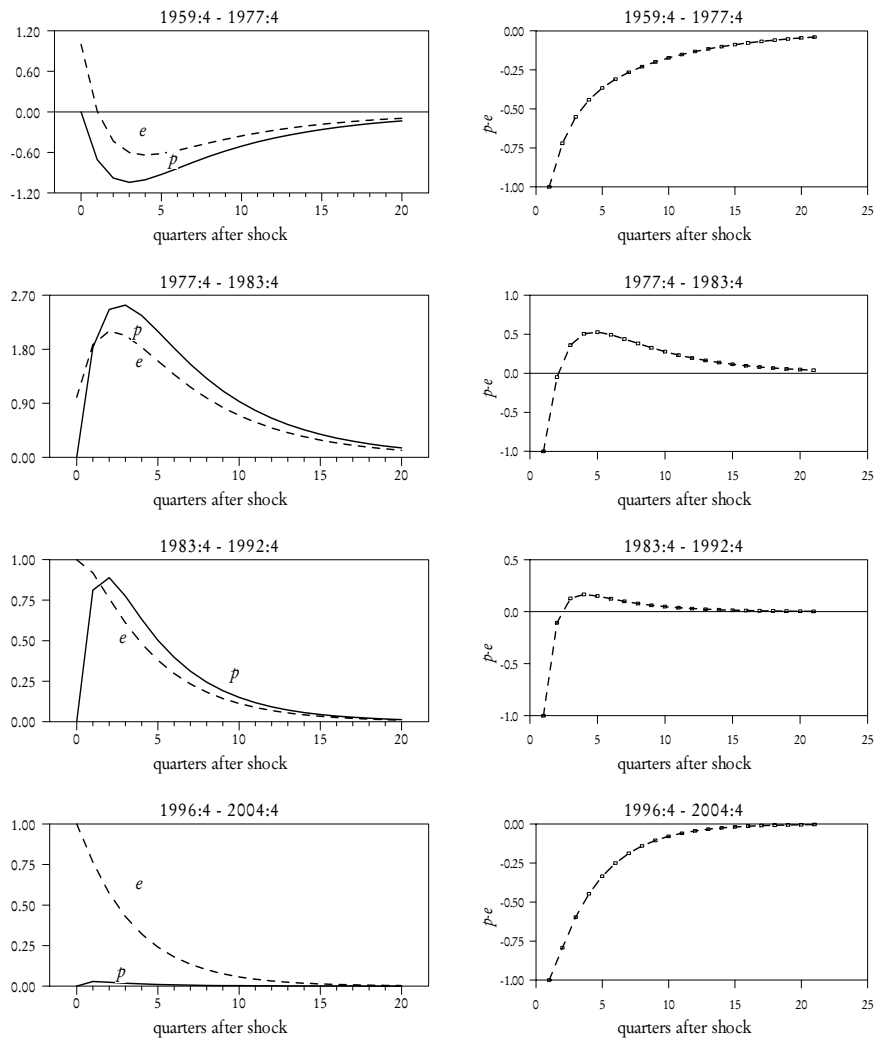 1959:4 - 1977:4
1.20
0.60
0.00
-0.60
-1.20
e
p
0 5 10 15 20
quarters after shock
1959:4 - 1977:4
0.00
-0.25
-0.50
-0.75
-1.00
p-e
0 5 10 15 20 25
quarters after shock
1977:4 - 1983:4
2.70
1.80
0.90
0.00
p
e
0 5 10 15 20
quarters after shock
1977:4 - 1983:4
1.0
0.5
0.0
-0.5
-1.0
p-e
0 5 10 15 20 25
quarters after shock
1983:4 - 1992:4
1.00
0.75
0.50
0.25
0.00
e
p
0 5 10 15 20
quarters after shock
1983:4 - 1992:4
0.5
0.0
-0.5
-1.0
p-e
0 5 10 15 20 25
quarters after shock
1996:4 - 2004:4
1.00
0.75
0.50
0.25
0.00
e
p
0 5 10 15 20
quarters after shock
1996:4 - 2004:4
0.00
-0.25
-0.50
-0.75
-1.00
p-e
0 5 10 15 20 25
quarters after shock